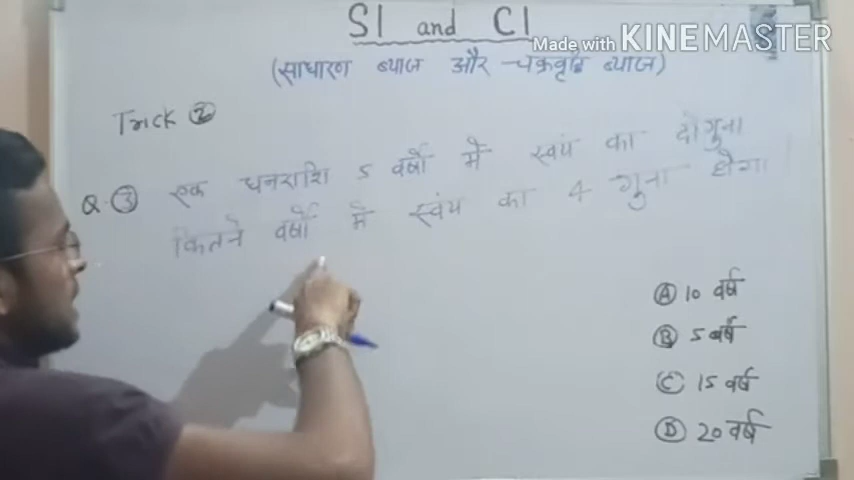 SI and CI
Made with KINEMASTER
(साधारण ब्याज और चक्रवृद्धि ब्याज)
Trick ②
Q. ③ एक धनराशि 5 वर्षो में स्वयं का दोगुना
कितने वर्षो मे स्वंय का 4 गुना होगा
Ⓐ 10 वर्ष
Ⓑ 5 वर्ष
Ⓒ 15 वर्ष
Ⓓ 20 वर्ष